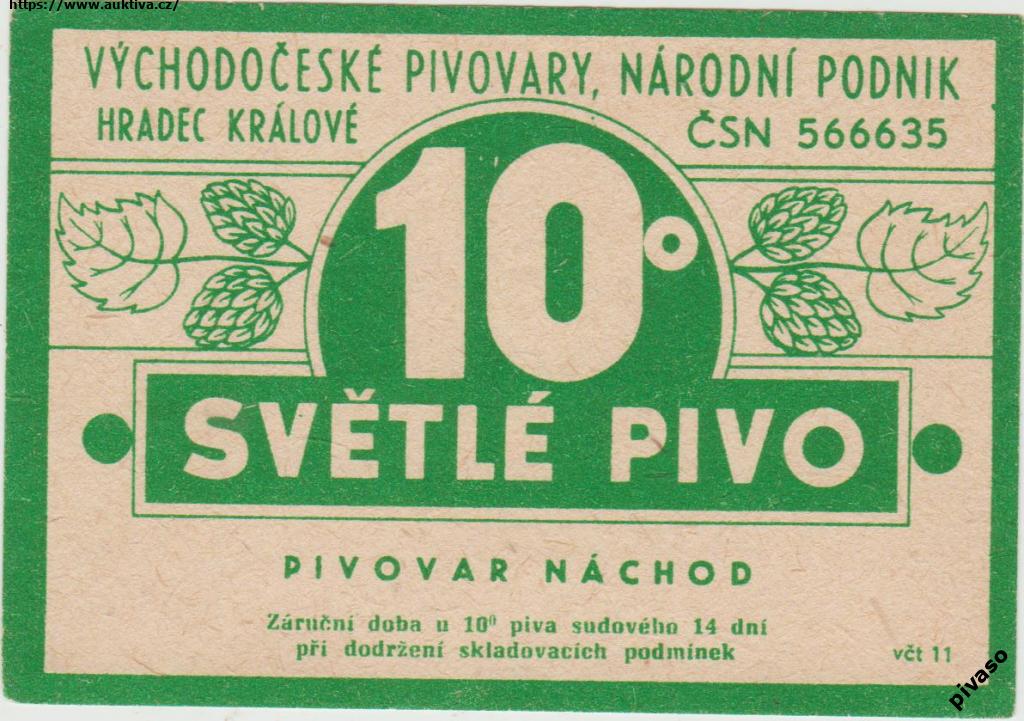 https://www.auktiva.cz/
VÝCHODOČESKÉ PIVOVARY, NÁRODNÍ PODNIK
HRADEC KRÁLOVÉ
ČSN 566635
10°
SVĚTLÉ PIVO
PIVOVAR NÁCHOD
Záruční doba u 10⁰ piva sudového 14 dní
při dodržení skladovacích podmínek
včt 11
pivaso